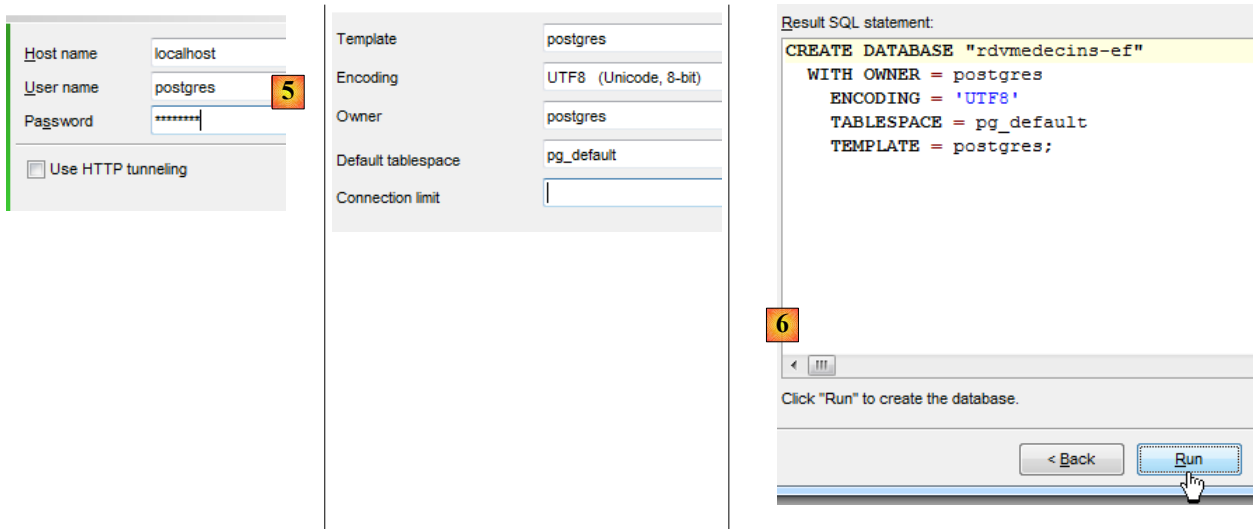 Host name localhost
User name postgres
5
Password ********
Use HTTP tunneling
Template postgres
Encoding UTF8 (Unicode, 8-bit)
Owner postgres
Default tablespace pg_default
Connection limit
Result SQL statement:
CREATE DATABASE "rdvmedecins-ef"
WITH OWNER = postgres
ENCODING = 'UTF8'
TABLESPACE = pg_default
TEMPLATE = postgres;
6
Click "Run" to create the database.
< Back Run